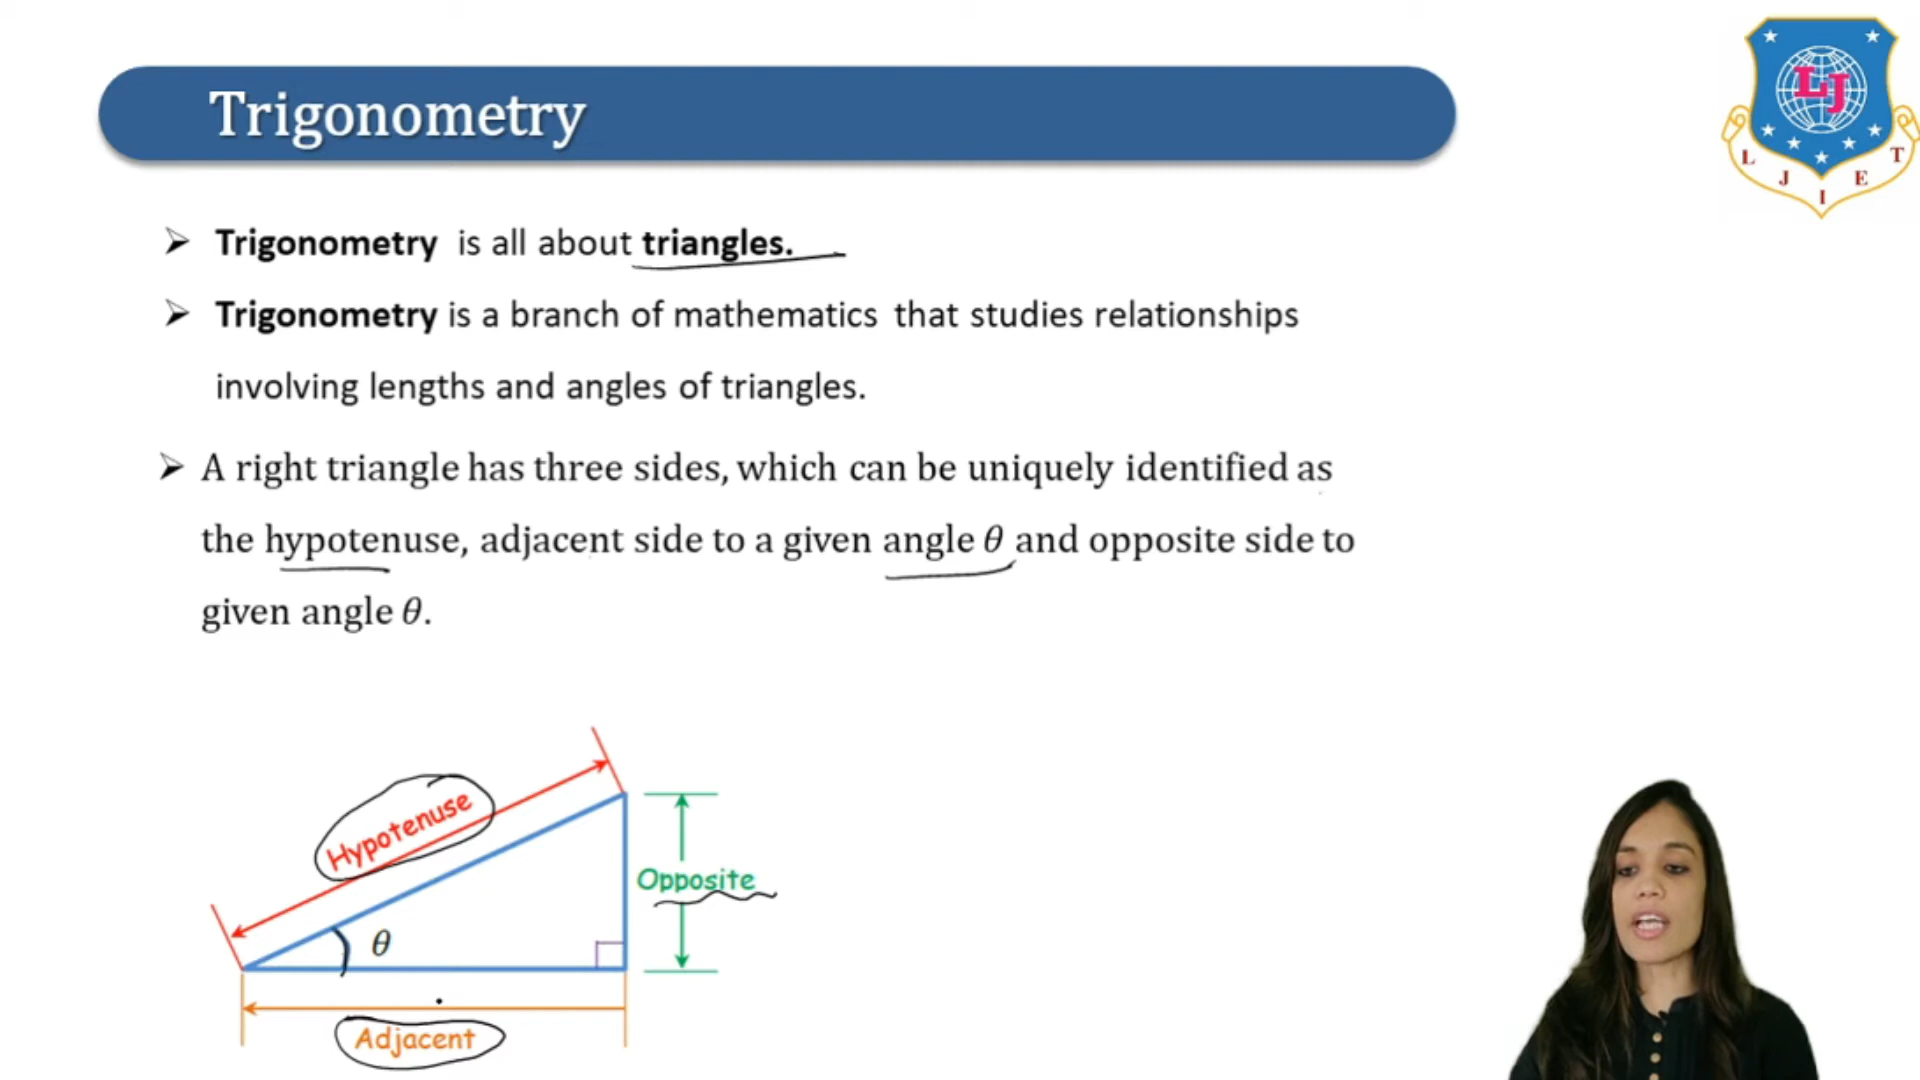 Trigonometry
LJ
L J I E T
➢ Trigonometry is all about triangles.
➢ Trigonometry is a branch of mathematics that studies relationships
involving lengths and angles of triangles.
➢ A right triangle has three sides, which can be uniquely identified as
the hypotenuse, adjacent side to a given angle θ and opposite side to
given angle θ.
Hypotenuse
Opposite
θ
Adjacent